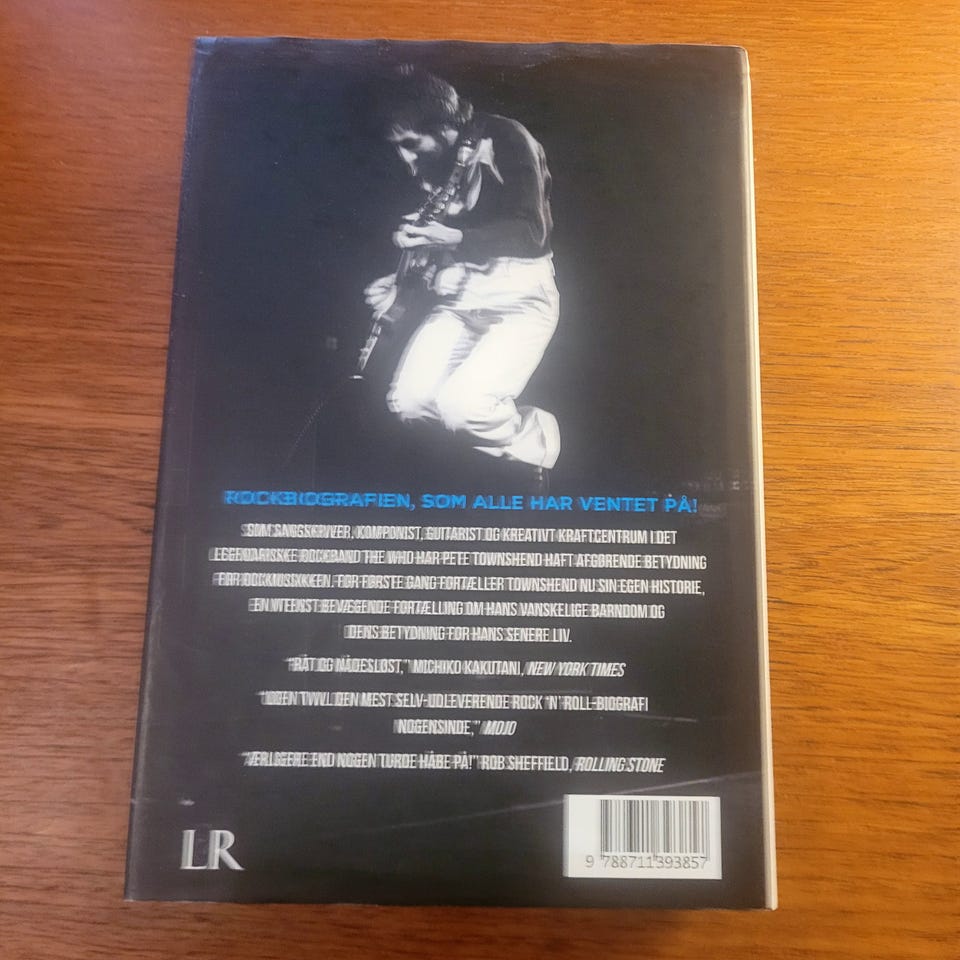 ROCKBIOGRAFIEN, SOM ALLE HAR VENTET PÅ!
SOM SANGSKRIVER, KOMPONIST, GUITARIST OG KREATIVT KRAFTCENTRUM I DET
LEGENDARISKE ROCKBAND THE WHO HAR PETE TOWNSHEND HAFT AFGØRENDE BETYDNING
FOR ROCKMUSIKKEN. FOR FØRSTE GANG FORTÆLLER TOWNSHEND NU SIN EGEN HISTORIE,
EN BEVÆGENDE FORTÆLLING OM HANS VANSKELIGE BARNDOM OG
DENS BETYDNING FOR HANS SENERE LIV.
"RÅT OG NÅDESLØST," MICHIKO KAKUTANI, NEW YORK TIMES
"UDEN TVIVL DEN MEST SELV-UDLEVERENDE ROCK 'N' ROLL-BIOGRAFI
NOGENSINDE," MOJO
"ÆRLIGERE END NOGEN TURDE HÅBE PÅ!" ROB SHEFFIELD, ROLLING STONE
LR
9 788711393857